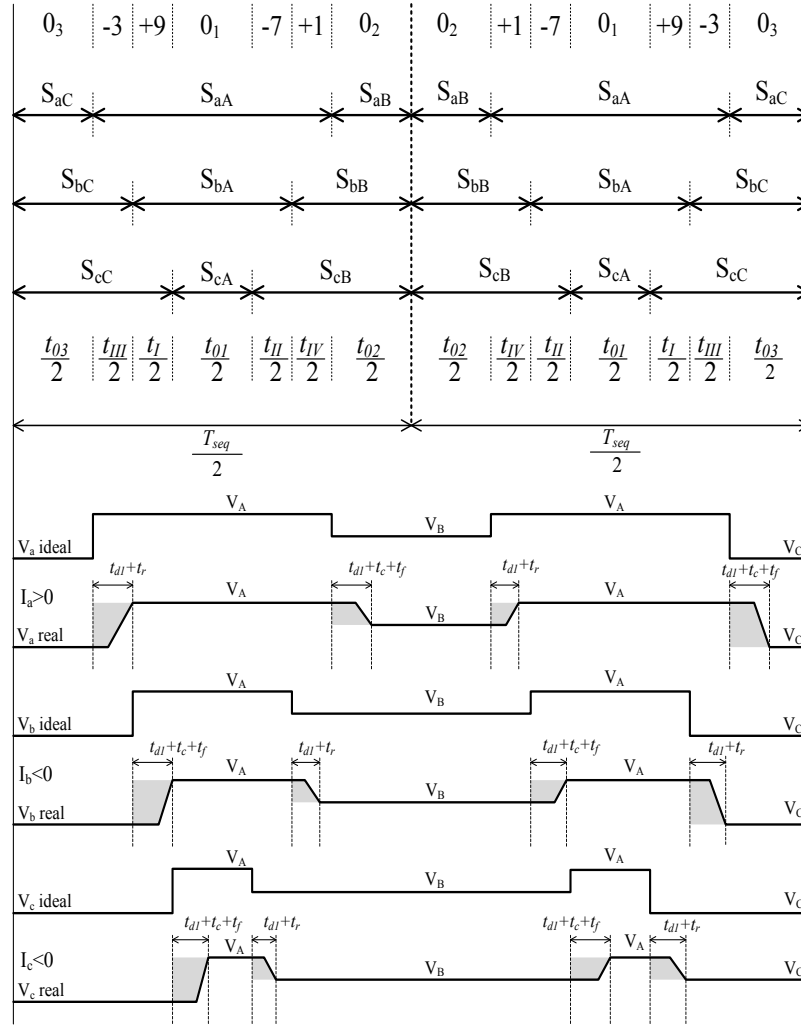 0₃ -3 +9 0₁ -7 +1 0₂ 0₂ +1 -7 0₁ +9 -3 0₃
S_aC S_aA S_aB S_aB S_aA S_aC
S_bC S_bA S_bB S_bB S_bA S_bC
S_cC S_cA S_cB S_cB S_cA S_cC
t_03/2 t_III/2 t_I/2 t_01/2 t_II/2 t_IV/2 t_02/2 t_02/2 t_IV/2 t_II/2 t_01/2 t_I/2 t_III/2 t_03/2
T_seq/2 T_seq/2
V_A V_A
V_B
V_a ideal V_C
t_d1+t_r t_d1+t_c+t_f t_d1+t_r t_d1+t_c+t_f
I_a>0 V_A V_A
V_B
V_a real V_C
V_A V_A
V_B
V_b ideal V_C
t_d1+t_c+t_f t_d1+t_r t_d1+t_c+t_f t_d1+t_r
I_b<0 V_A V_A
V_B
V_b real V_C
V_A V_A
V_B
V_c ideal V_C
t_d1+t_c+t_f t_d1+t_r t_d1+t_c+t_f t_d1+t_r
I_c<0 V_A V_A
V_B
V_c real V_C